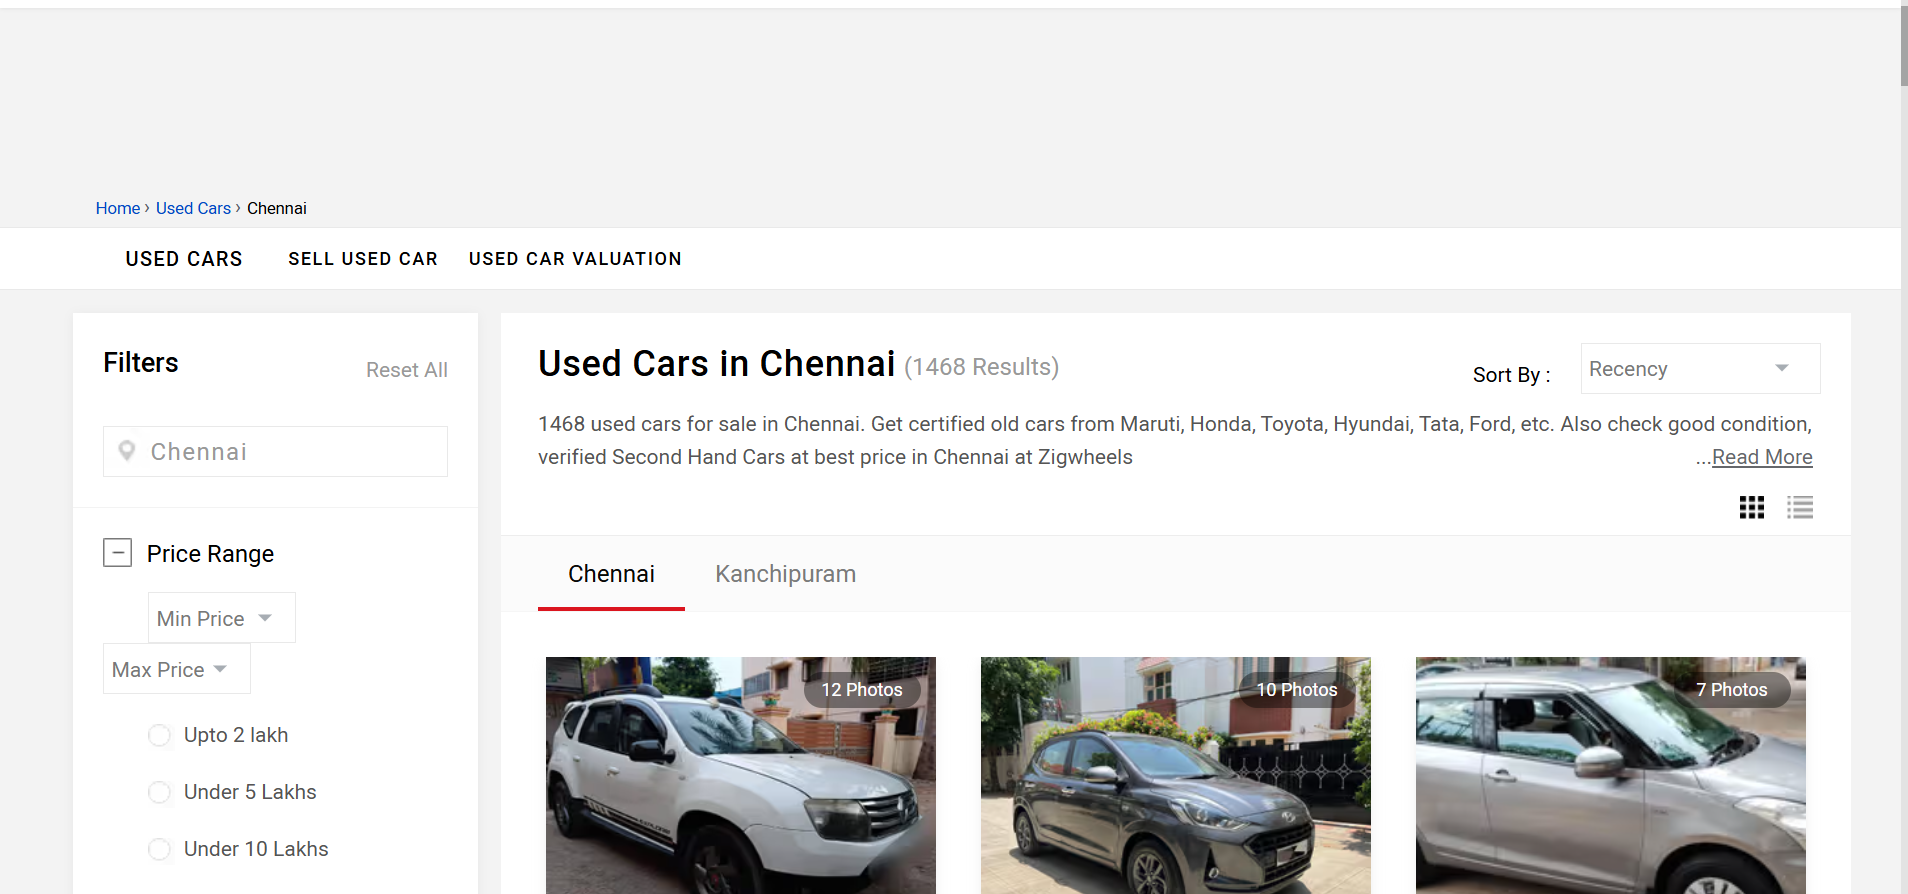 Home › Used Cars › Chennai
USED CARS SELL USED CAR USED CAR VALUATION
Filters
Reset All
Chennai
Price Range
Min Price
Max Price
Upto 2 lakh
Under 5 Lakhs
Under 10 Lakhs
Used Cars in Chennai (1468 Results)
Sort By : Recency
1468 used cars for sale in Chennai. Get certified old cars from Maruti, Honda, Toyota, Hyundai, Tata, Ford, etc. Also check good condition,
verified Second Hand Cars at best price in Chennai at Zigwheels ...Read More
Chennai Kanchipuram
12 Photos
10 Photos
7 Photos